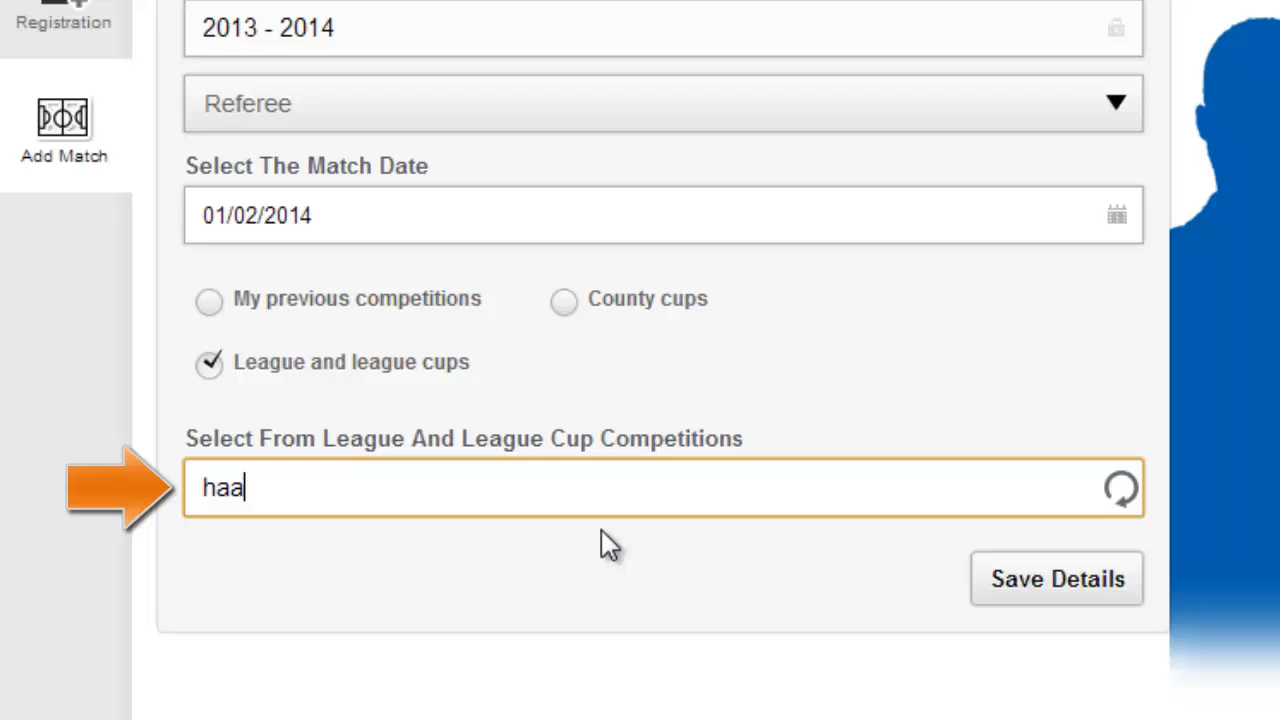 Registration
Add Match
2013 - 2014
Referee
Select The Match Date
01/02/2014
My previous competitions
County cups
League and league cups
Select From League And League Cup Competitions
haa
Save Details